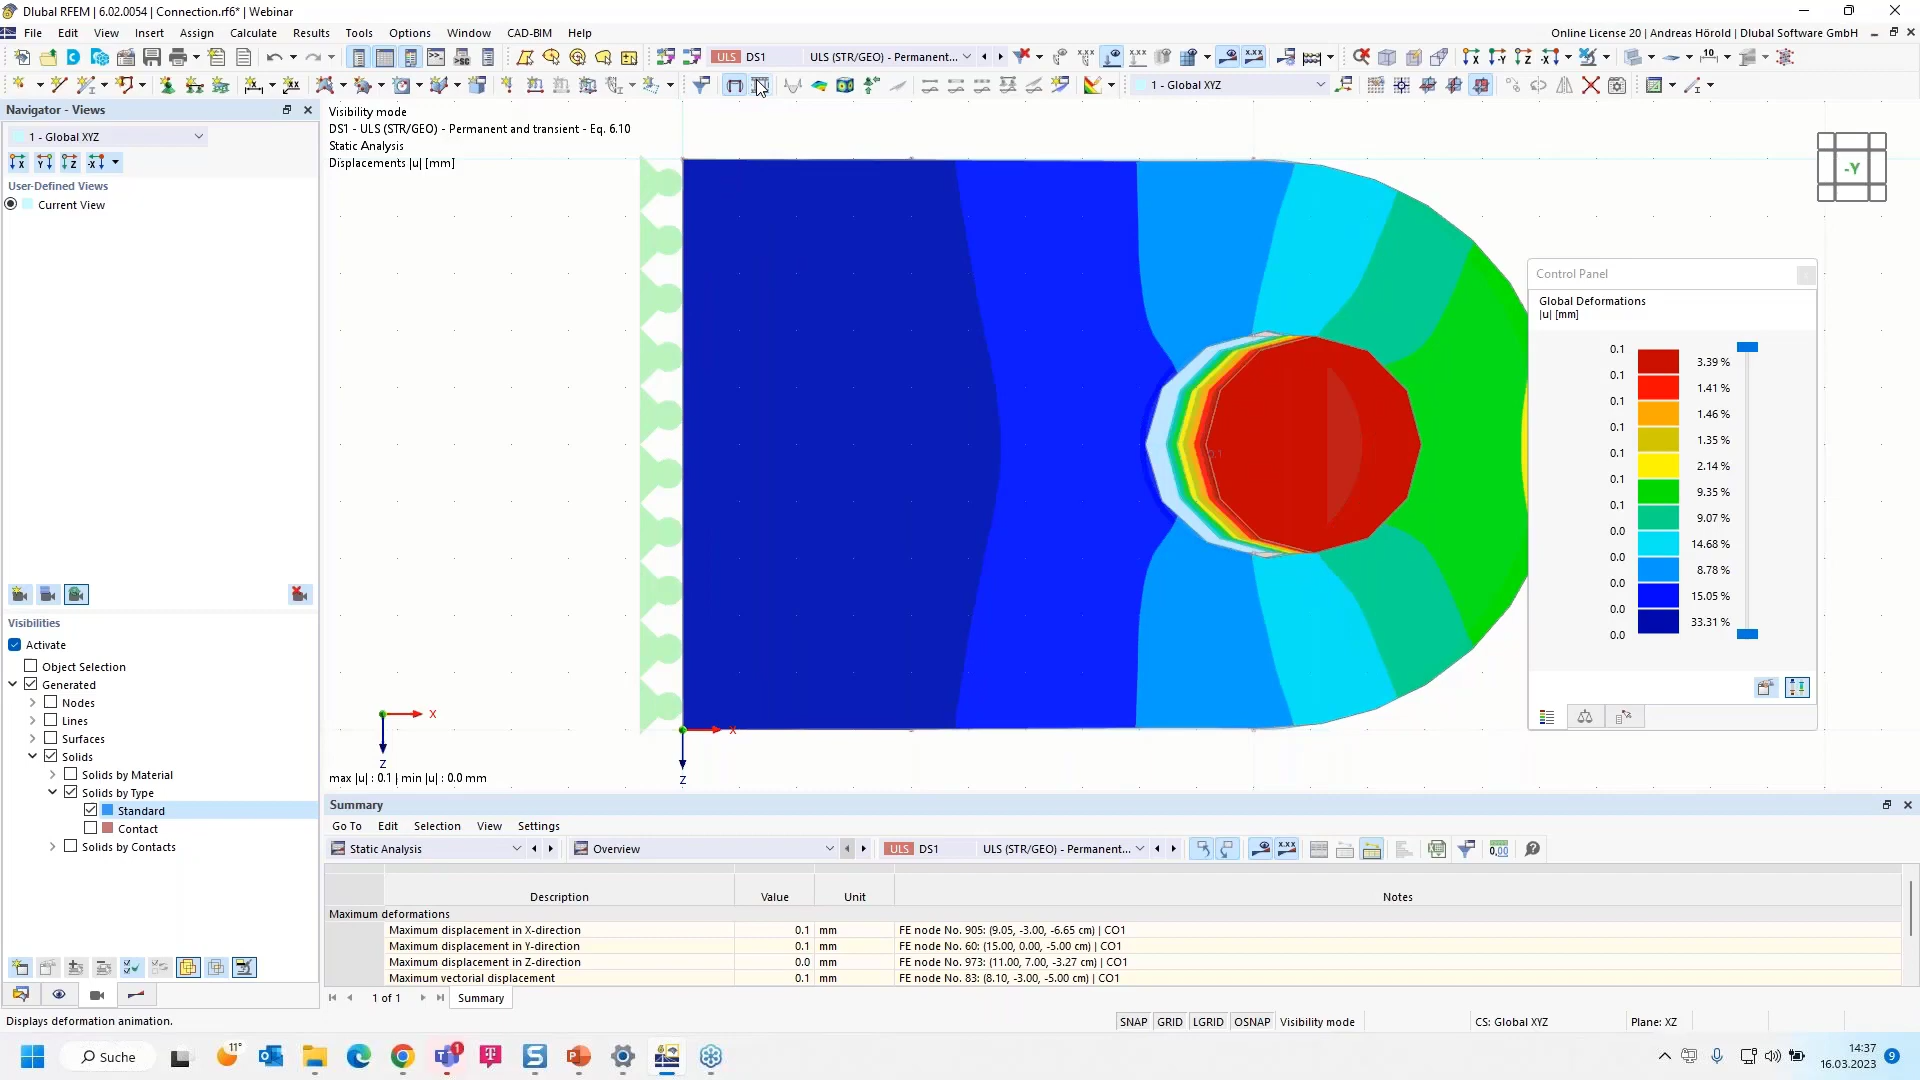 Dlubal RFEM | 6.02.0054 | Connection.rf6* | Webinar
File Edit View Insert Assign Calculate Results Tools Options Window CAD-BIM Help
Online License 20 | Andreas Hörold | Dlubal Software GmbH
ULS DS1 ULS (STR/GEO) - Permanent...
1 - Global XYZ
Navigator - Views
1 - Global XYZ
User-Defined Views
Current View
Visibilities
Activate
Object Selection
Generated
Nodes
Lines
Surfaces
Solids
Solids by Material
Solids by Type
Standard
Contact
Solids by Contacts
Visibility mode
DS1 - ULS (STR/GEO) - Permanent and transient - Eq. 6.10
Static Analysis
Displacements |u| [mm]
-Y
0.1
X
Z
X
Z
max |u| : 0.1 | min |u| : 0.0 mm
Control Panel
Global Deformations
|u| [mm]
0.1
3.39 %
0.1
1.41 %
0.1
1.46 %
0.1
1.35 %
0.1
2.14 %
0.1
9.35 %
0.1
9.07 %
0.0
14.68 %
0.0
8.78 %
0.0
15.05 %
0.0
33.31 %
0.0
Summary
Go To Edit Selection View Settings
Static Analysis Overview ULS DS1 ULS (STR/GEO) - Permanent...
Description Value Unit Notes
Maximum deformations
Maximum displacement in X-direction 0.1 mm FE node No. 905: (9.05, -3.00, -6.65 cm) | CO1
Maximum displacement in Y-direction 0.1 mm FE node No. 60: (15.00, 0.00, -5.00 cm) | CO1
Maximum displacement in Z-direction 0.0 mm FE node No. 973: (11.00, 7.00, -3.27 cm) | CO1
Maximum vectorial displacement 0.1 mm FE node No. 83: (8.10, -3.00, -5.00 cm) | CO1
1 of 1 Summary
Displays deformation animation.
SNAP GRID LGRID OSNAP Visibility mode CS: Global XYZ Plane: XZ
Suche
11°
1
14:37
16.03.2023
9